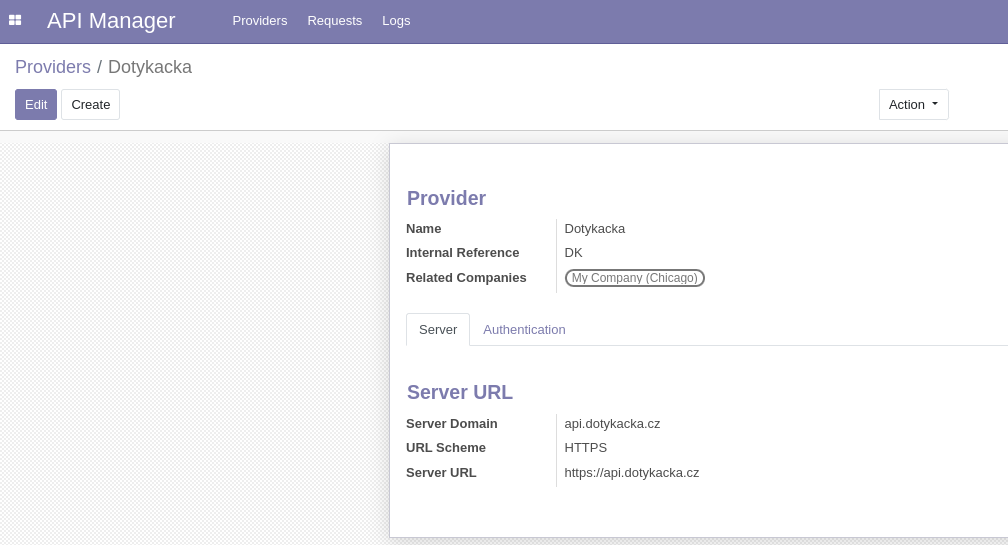 API Manager Providers Requests Logs
Providers / Dotykacka
Edit Create Action
Provider
Name Dotykacka
Internal Reference DK
Related Companies My Company (Chicago)
Server Authentication
Server URL
Server Domain api.dotykacka.cz
URL Scheme HTTPS
Server URL https://api.dotykacka.cz